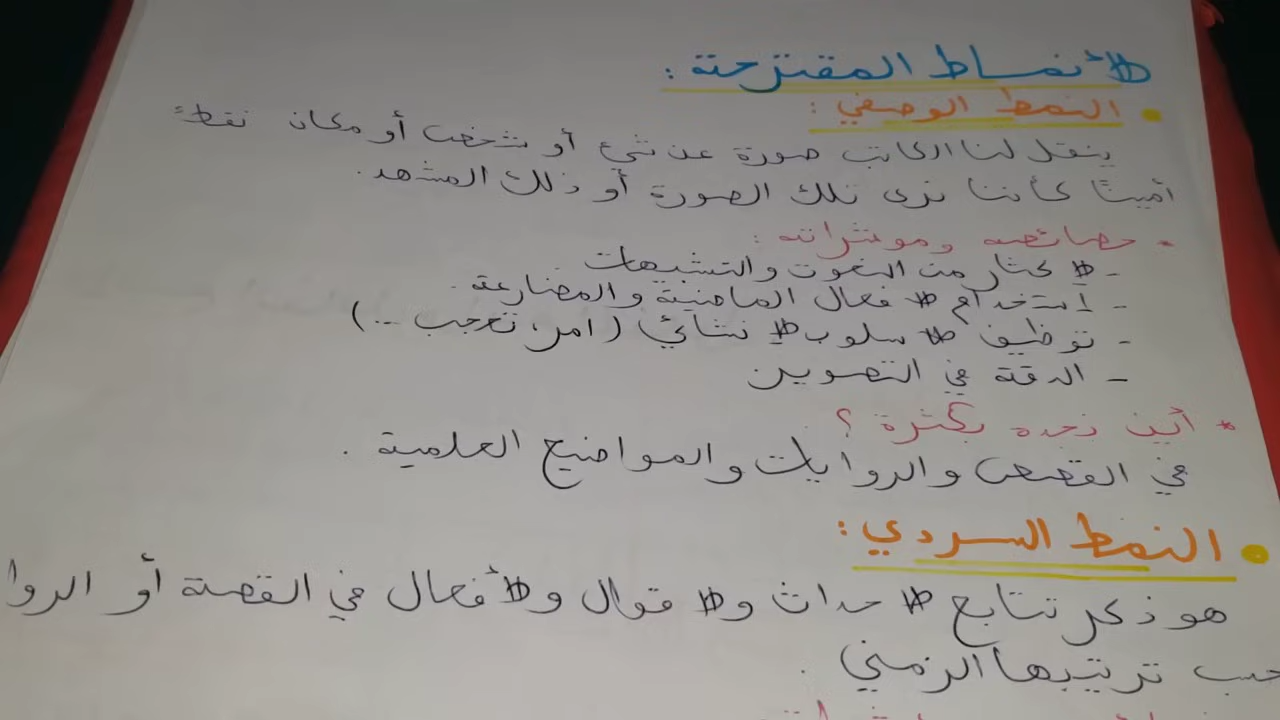 الأنماط المقترحة :
• النمط الوصفي :
ينقل لنا الكاتب صورة عن شيء أو شخص أو مكان نقلا
أمينًا كأننا نرى تلك الصورة أو ذلك المشهد .
* خصائصه ومؤشراته :
- الإكثار من النعوت والتشبيهات
- إستخدام الأفعال الماضية والمضارعة .
- توظيف الأسلوب الإنشائي (امر، تعجب ...)
- الدقة في التصوير
* أين نجده بكثرة ؟
في القصص والروايات والمواضيع العلمية .
• النمط السردي :
هو ذكر تتابع الأحداث والأقوال والأفعال في القصة أو الروا
حسب ترتيبها الزمني .